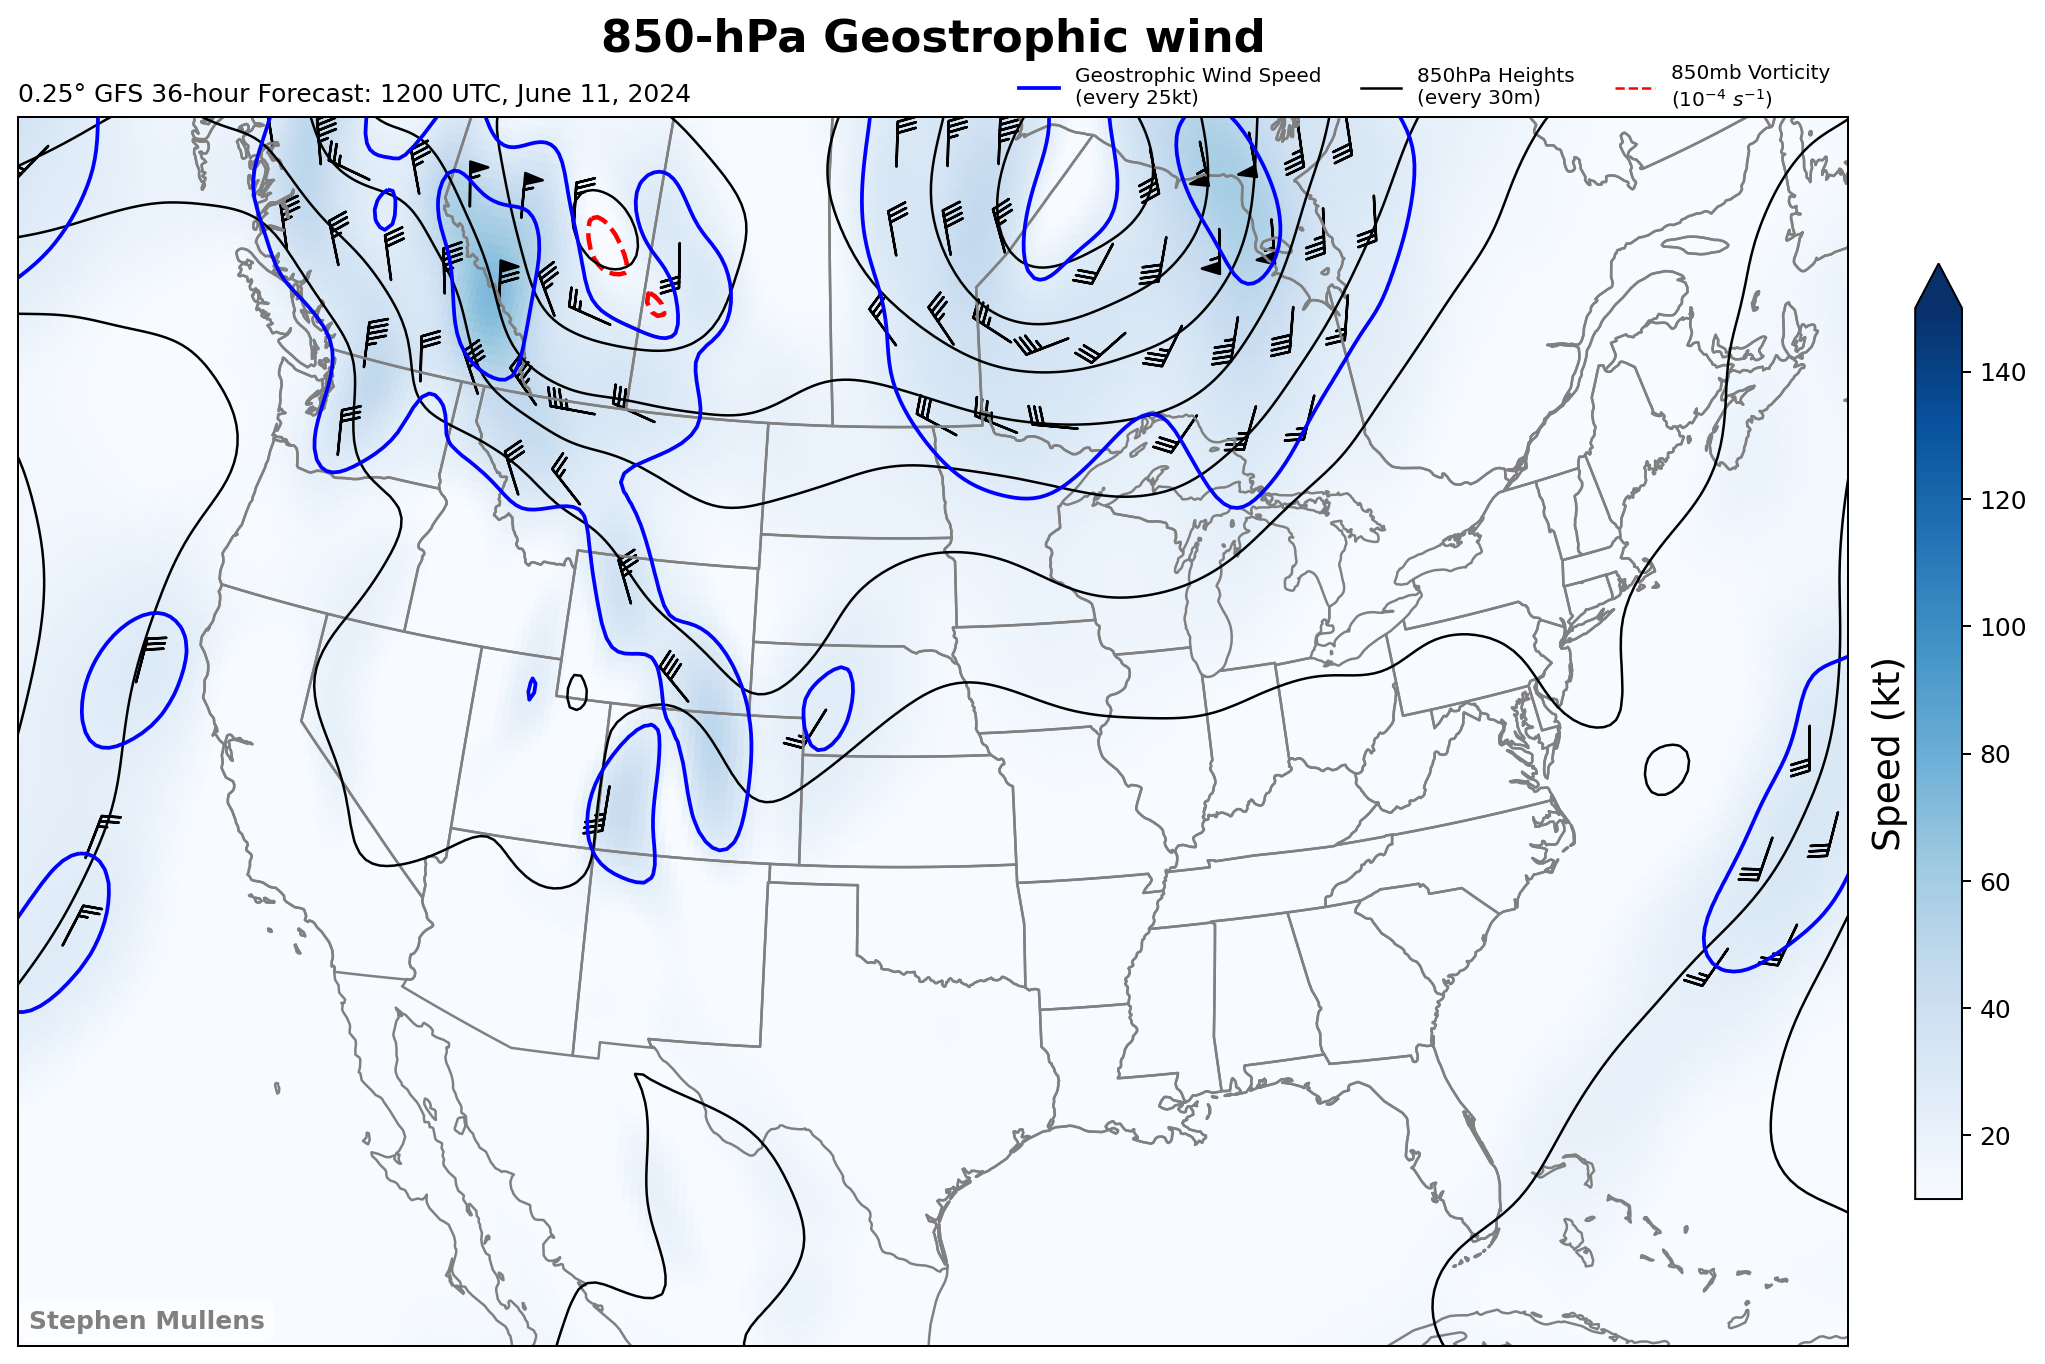 850-hPa Geostrophic wind
0.25° GFS 36-hour Forecast: 1200 UTC, June 11, 2024
Geostrophic Wind Speed
(every 25kt)
850hPa Heights
(every 30m)
850mb Vorticity
(10⁻⁴ s⁻¹)
140
120
100
80
60
40
20
Speed (kt)
Stephen Mullens